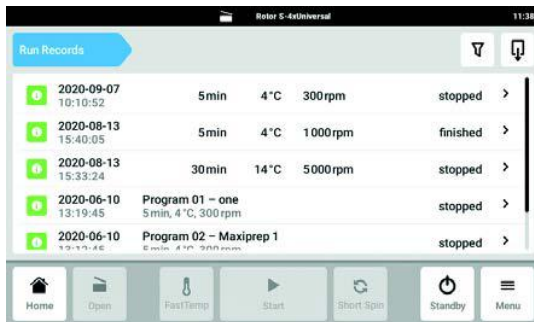 Rotor S-4xUniversal 11:38
Run Records
2020-09-07 5min 4°C 300rpm stopped
10:10:52
2020-08-13 5min 4°C 1000rpm finished
15:40:05
2020-08-13 30min 14°C 5000rpm stopped
15:33:24
2020-06-10 Program 01 – one stopped
13:19:45 5min, 4°C, 300rpm
2020-06-10 Program 02 – Maxiprep 1 stopped
Home Open FastTemp Start Short Spin Standby Menu